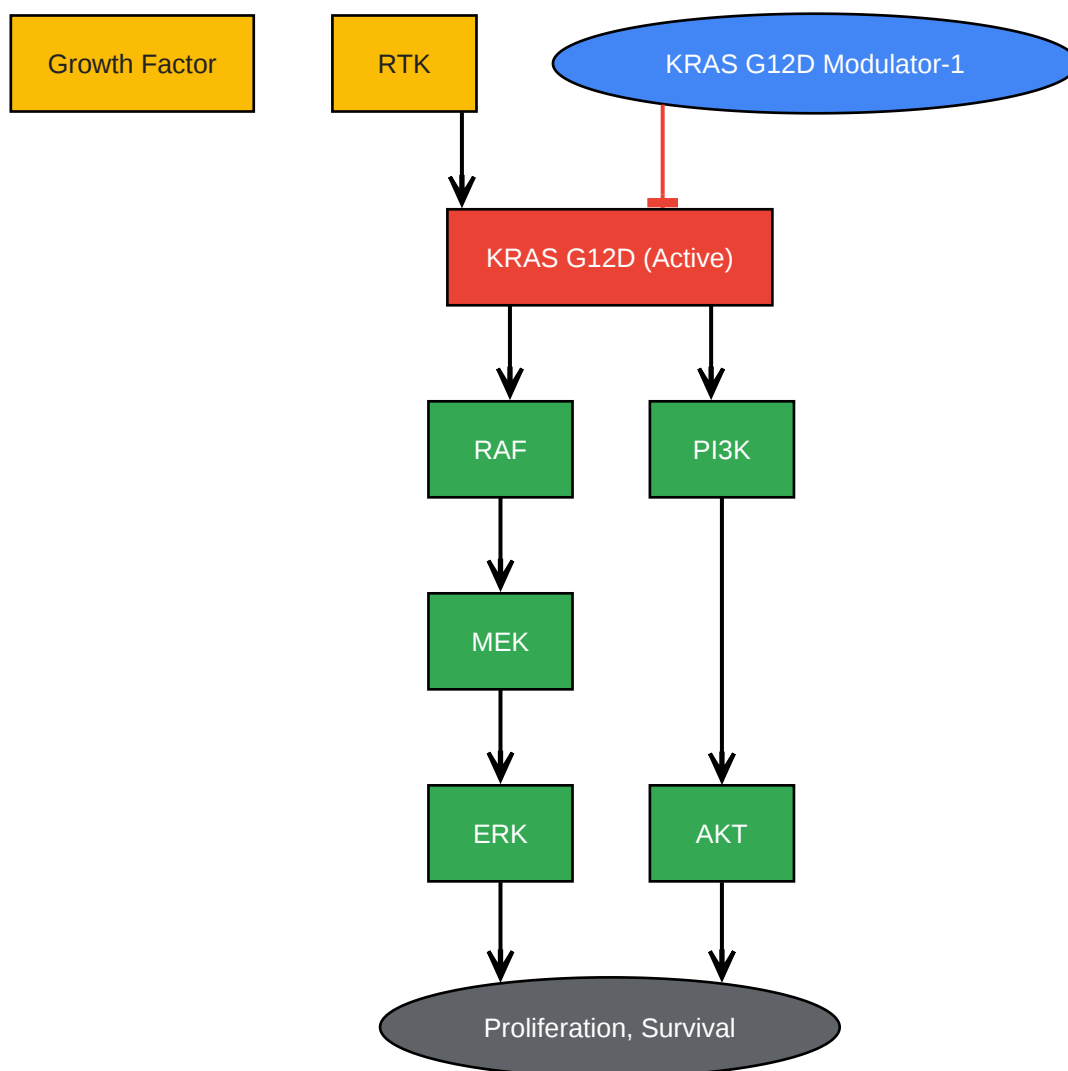 Growth Factor
RTK
KRAS G12D Modulator-1
KRAS G12D (Active)
RAF
PI3K
MEK
ERK
AKT
Proliferation, Survival